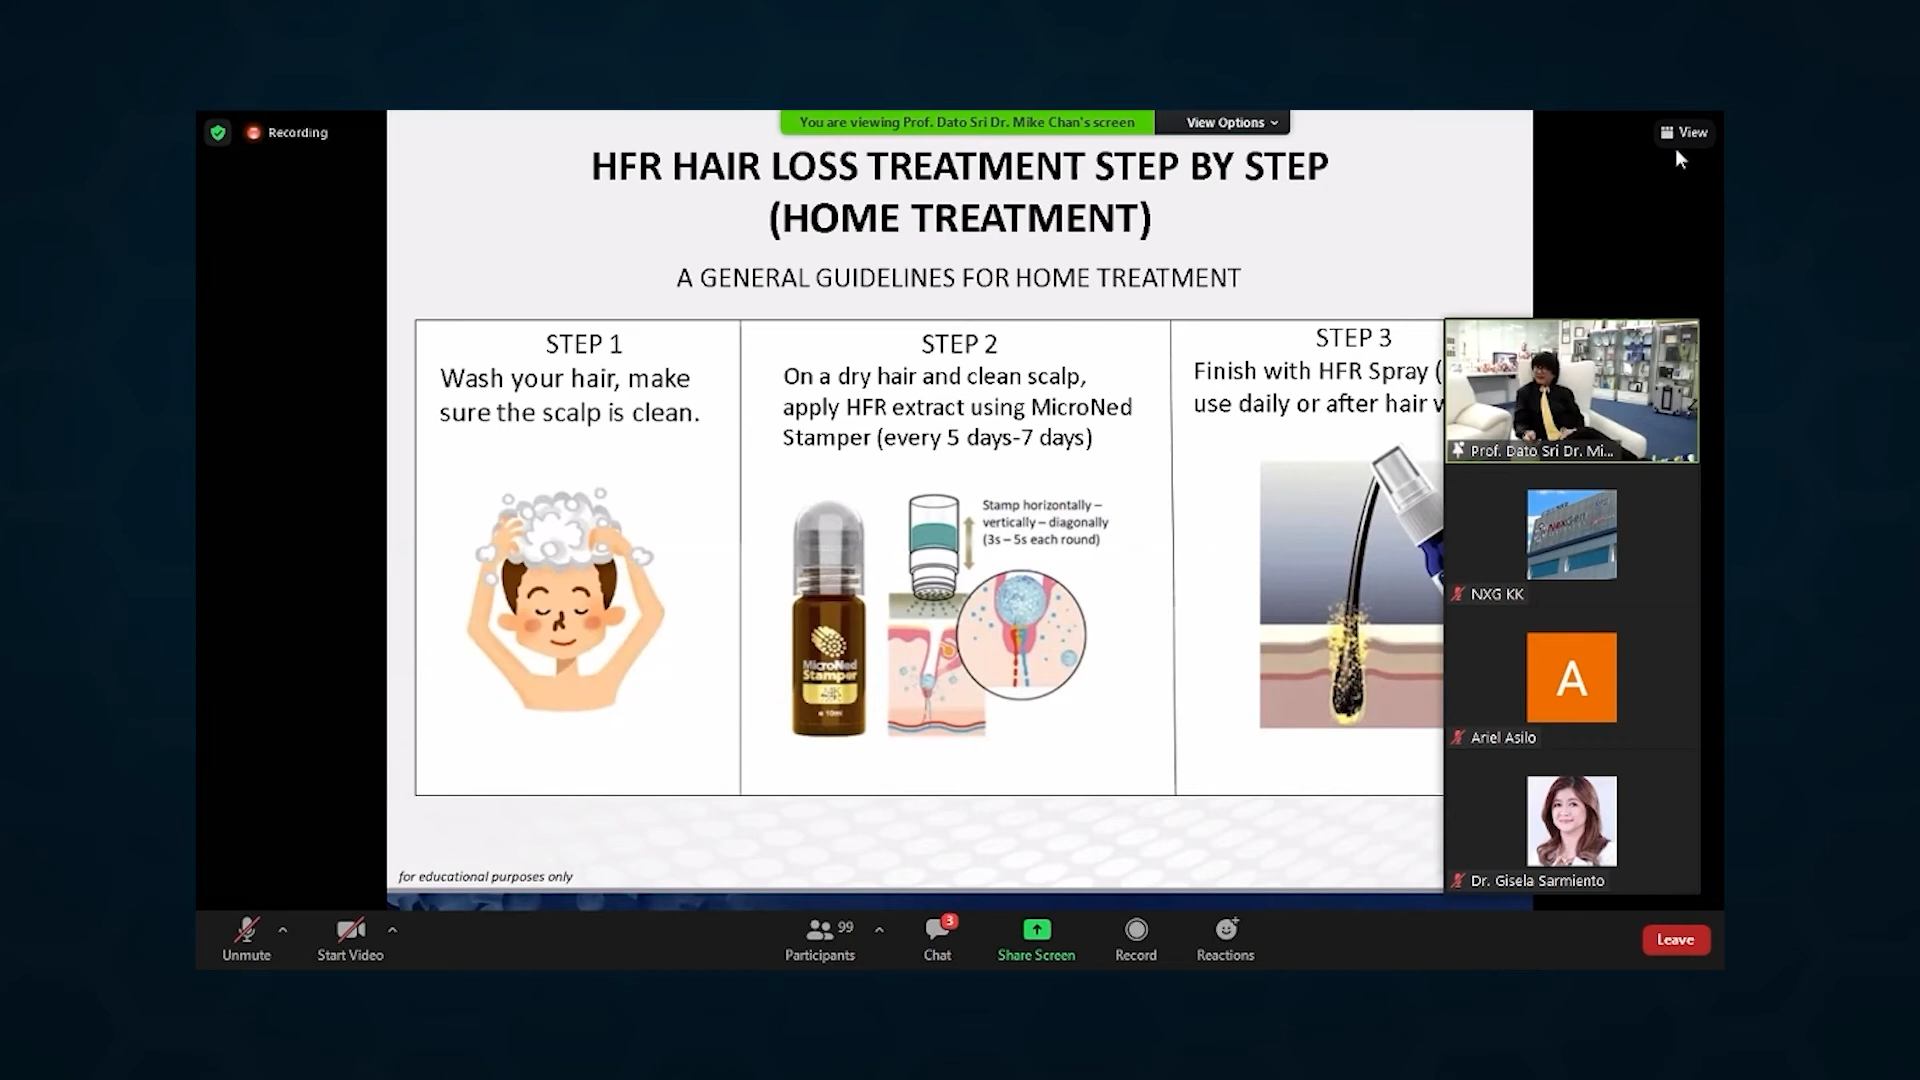 Recording
You are viewing Prof. Dato Sri Dr. Mike Chan's screen
View Options
View
HFR HAIR LOSS TREATMENT STEP BY STEP
(HOME TREATMENT)
A GENERAL GUIDELINES FOR HOME TREATMENT
STEP 1
Wash your hair, make
sure the scalp is clean.
STEP 2
On a dry hair and clean scalp,
apply HFR extract using MicroNed
Stamper (every 5 days-7 days)
Stamp horizontally –
vertically – diagonally
(3s – 5s each round)
MicroNed
Stamper
STEP 3
Finish with HFR Spray (
use daily or after hair
Prof. Dato Sri Dr. Mi...
NexGen
NXG KK
A
Ariel Asilo
Dr. Gisela Sarmiento
for educational purposes only
Unmute
Start Video
99
Participants
3
Chat
Share Screen
Record
Reactions
Leave